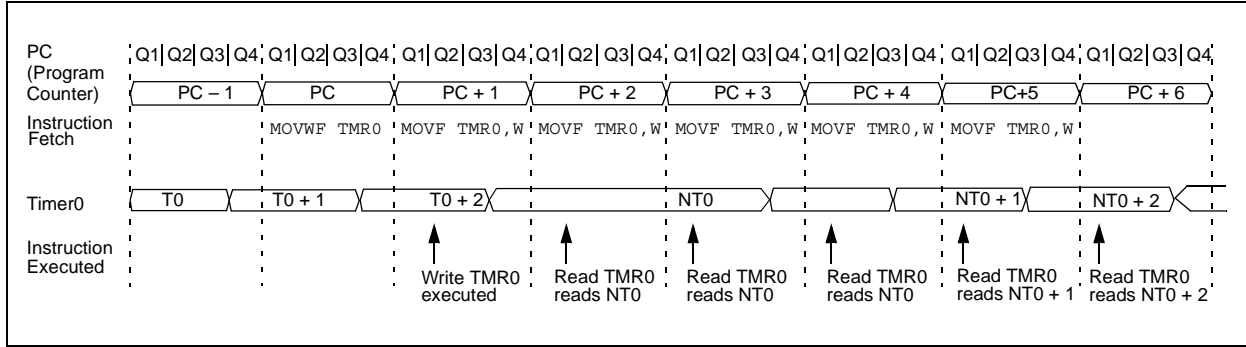 PC (Program Counter)
Q1 Q2 Q3 Q4 Q1 Q2 Q3 Q4 Q1 Q2 Q3 Q4 Q1 Q2 Q3 Q4 Q1 Q2 Q3 Q4 Q1 Q2 Q3 Q4 Q1 Q2 Q3 Q4 Q1 Q2 Q3 Q4
PC – 1 PC PC + 1 PC + 2 PC + 3 PC + 4 PC+5 PC + 6
Instruction Fetch
MOVWF TMR0 MOVF TMR0,W MOVF TMR0,W MOVF TMR0,W MOVF TMR0,W MOVF TMR0,W
Timer0 T0 T0 + 1 T0 + 2 NT0 NT0 + 1 NT0 + 2
Instruction Executed
Write TMR0 executed
Read TMR0 reads NT0
Read TMR0 reads NT0
Read TMR0 reads NT0
Read TMR0 reads NT0 + 1
Read TMR0 reads NT0 + 2